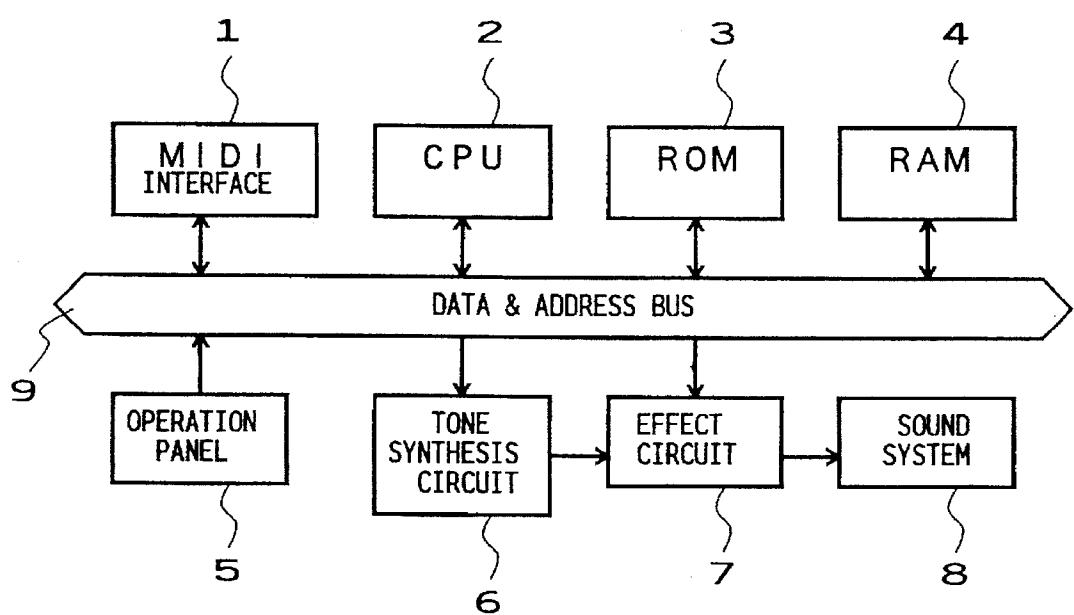 1 2 3 4
MIDI
INTERFACE
CPU
ROM
RAM
DATA & ADDRESS BUS
9
OPERATION
PANEL
TONE
SYNTHESIS
CIRCUIT
EFFECT
CIRCUIT
SOUND
SYSTEM
5 6 7 8